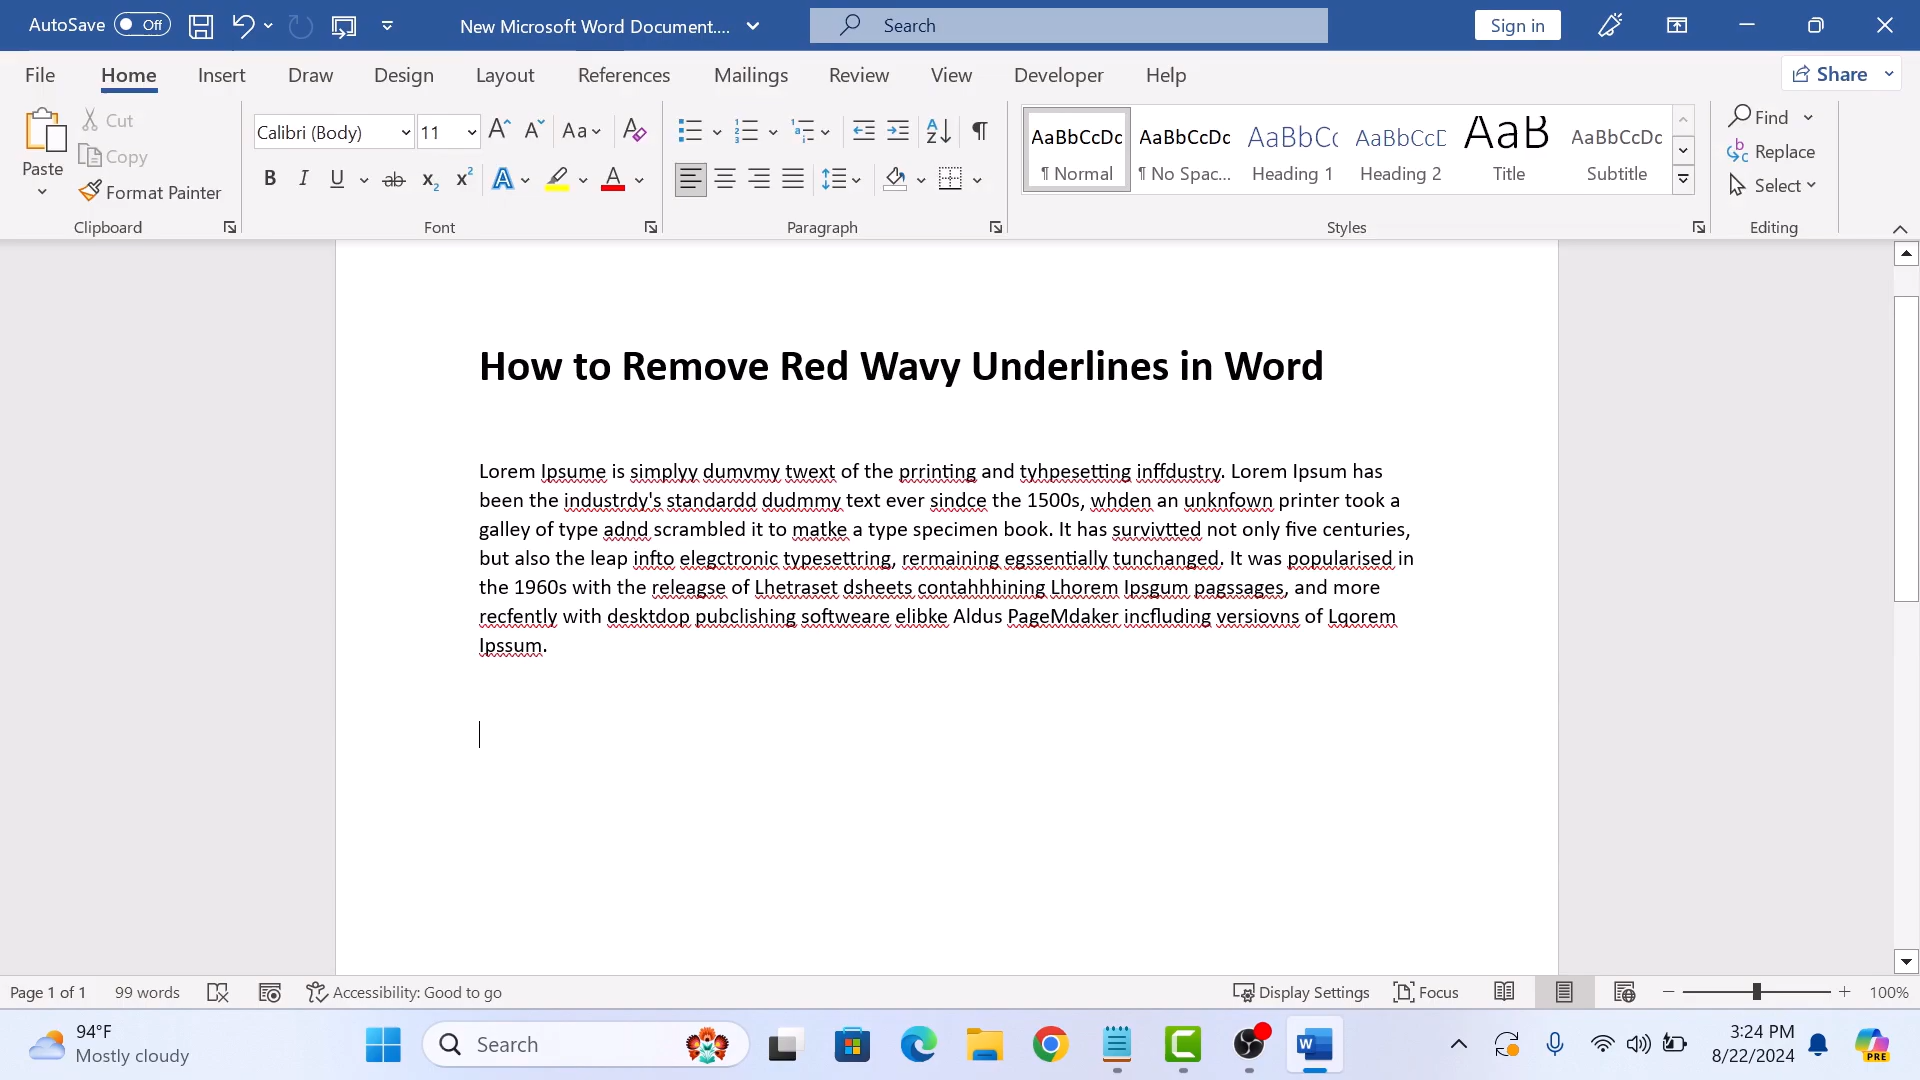 AutoSave Off New Microsoft Word Document.... Search Sign in
File Home Insert Draw Design Layout References Mailings Review View Developer Help Share
Paste
Cut
Copy
Format Painter
Clipboard
Calibri (Body) 11
Font
Paragraph
AaBbCcDc AaBbCcDc AaBbCc AaBbCcD AaB AaBbCcDc
¶ Normal ¶ No Spac... Heading 1 Heading 2 Title Subtitle
Styles
Find
Replace
Select
Editing
How to Remove Red Wavy Underlines in Word
Lorem Ipsume is simplyy dumvmy twext of the prrinting and tyhpesetting inffdustry. Lorem Ipsum has
been the industrdy's standardd dudmmy text ever sindce the 1500s, whden an unknfown printer took a
galley of type adnd scrambled it to matke a type specimen book. It has survivtted not only five centuries,
but also the leap infto elegctronic typesettring, rermaining egssentially tunchanged. It was popularised in
the 1960s with the releagse of Lhetraset dsheets contahhhining Lhorem Ipsgum pagssages, and more
recfently with desktdop pubclishing softweare elibke Aldus PageMdaker incfluding versiovns of Lqorem
Ipssum.
Page 1 of 1 99 words Accessibility: Good to go Display Settings Focus 100%
94°F
Mostly cloudy
Search
3:24 PM
8/22/2024
PRE